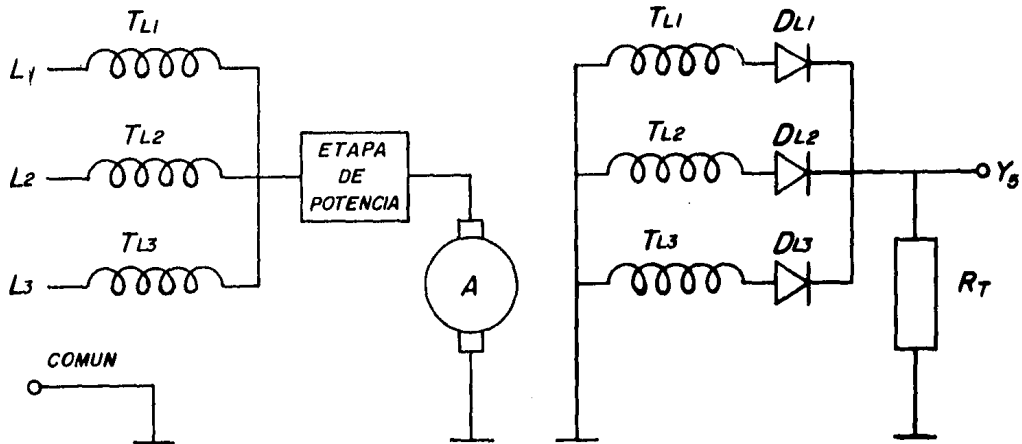 TL1
L1
TL2
L2
TL3
L3
ETAPA
DE
POTENCIA
A
COMUN
TL1
DL1
TL2
DL2
TL3
DL3
Y5
RT